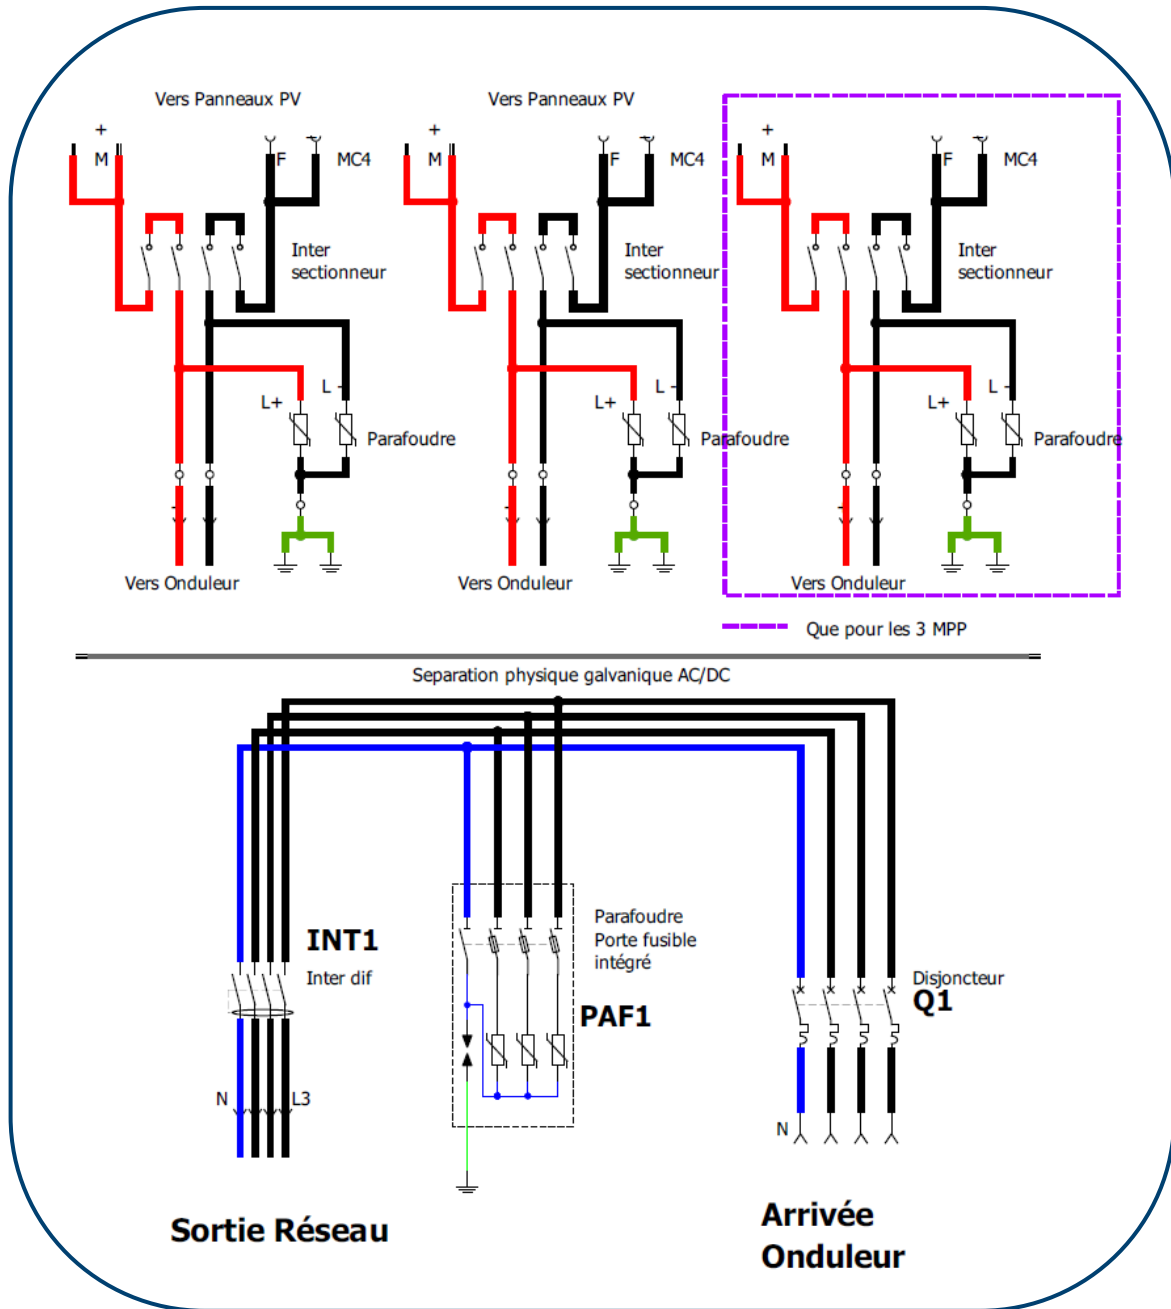 Vers Panneaux PV
Vers Panneaux PV
+
M
F
MC4
+
M
F
MC4
+
M
F
MC4
Inter
sectionneur
Inter
sectionneur
Inter
sectionneur
L+
L -
Parafoudre
L+
L -
Parafoudre
L+
L -
Parafoudre
Vers Onduleur
Vers Onduleur
Vers Onduleur
Que pour les 3 MPP
Separation physique galvanique AC/DC
INT1
Inter dif
N
L3
Parafoudre
Porte fusible
intégré
PAF1
Disjoncteur
Q1
N
Sortie Réseau
Arrivée
Onduleur